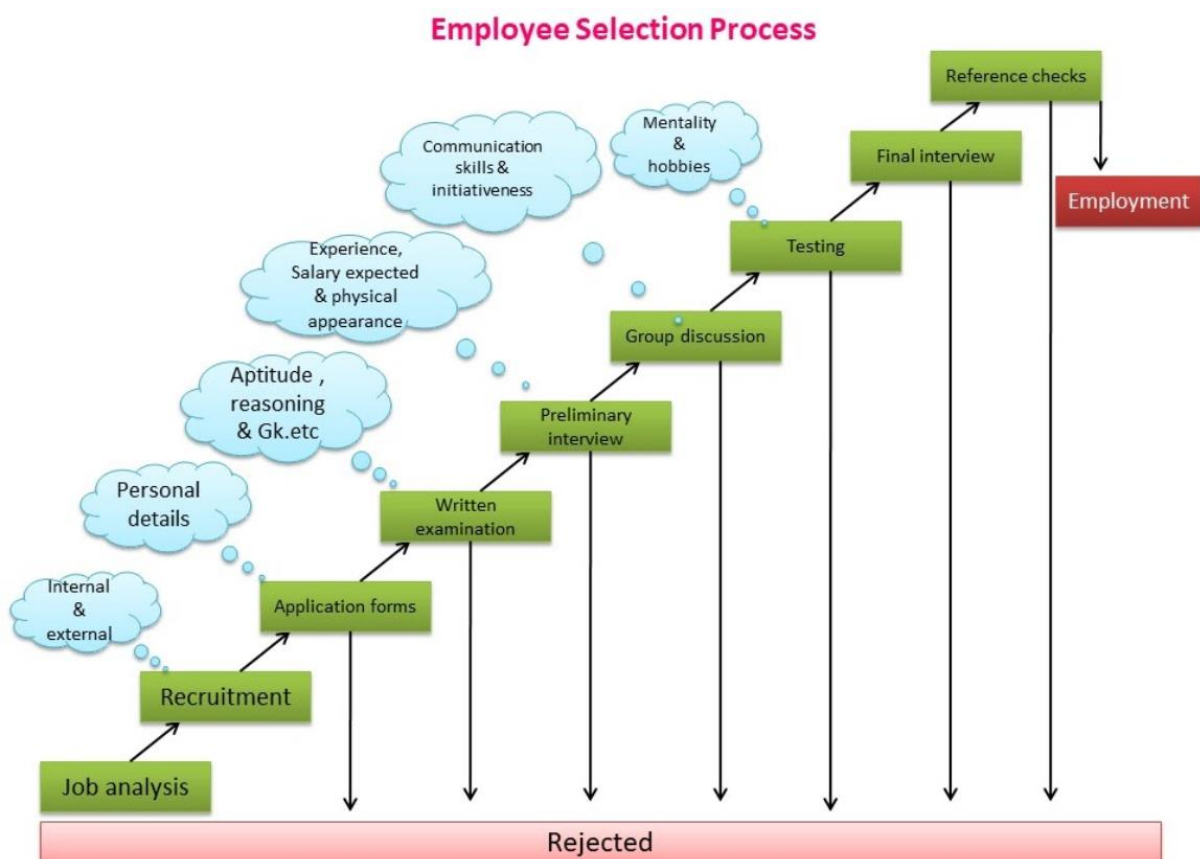 Employee Selection Process
Reference checks
Mentality
&
hobbies
Communication
skills &
initiativeness
Final interview
Employment
Testing
Experience,
Salary expected
& physical
appearance
Group discussion
Aptitude ,
reasoning
& Gk.etc
Preliminary
interview
Personal
details
Written
examination
Internal
&
external
Application forms
Recruitment
Job analysis
Rejected